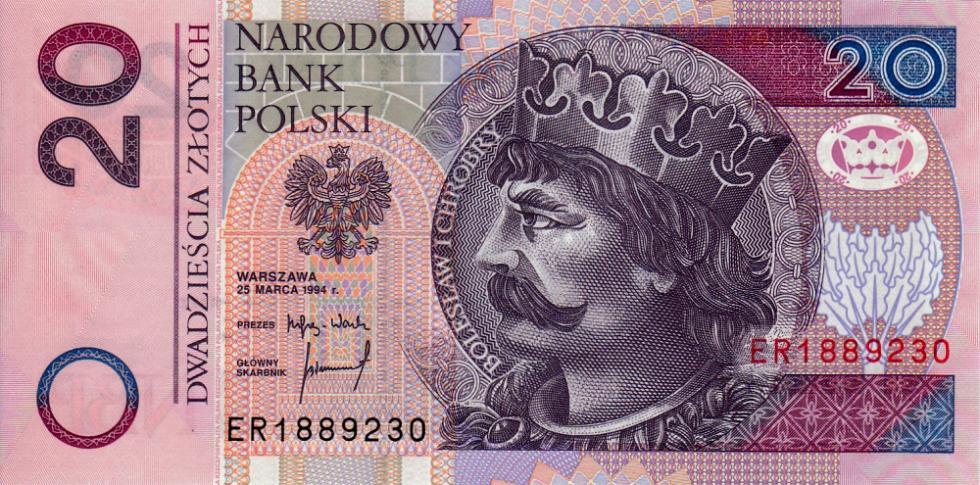 20
DWADZIEŚCIA ZŁOTYCH
NARODOWY
BANK
POLSKI
WARSZAWA
25 MARCA 1994 r.
PREZES
GŁÓWNY
SKARBNIK
ER1889230
BOLESŁAW I CHROBRY
20
ER1889230